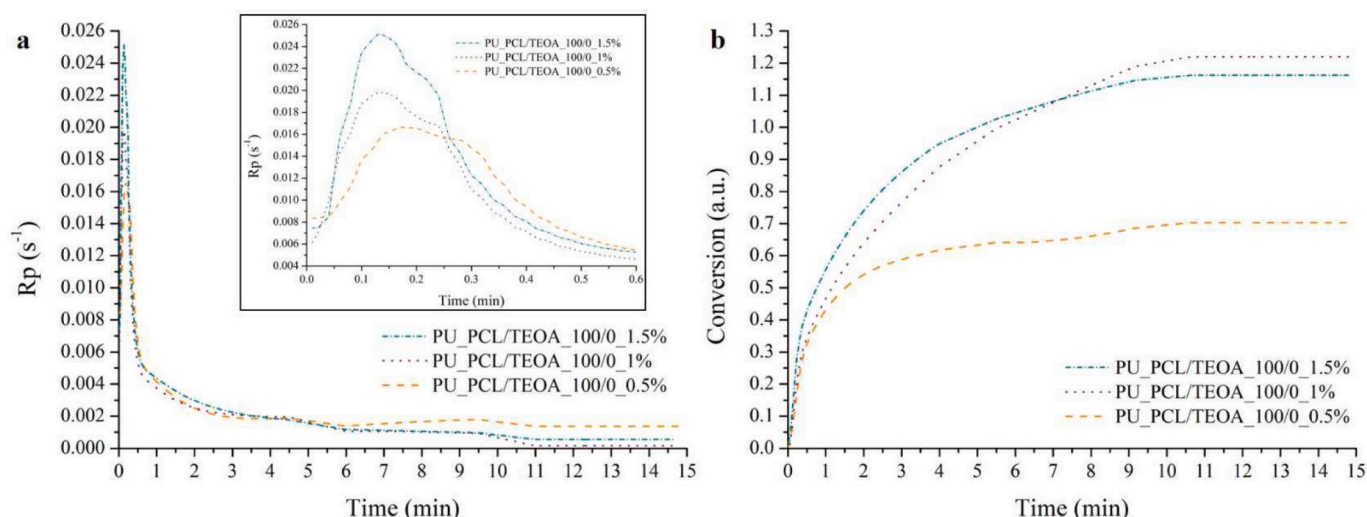 a
0.026
0.024
0.022
0.020
0.018
0.016
0.014
0.012
0.010
0.008
0.006
0.004
0.002
0.000
Rp (s⁻¹)
0 1 2 3 4 5 6 7 8 9 10 11 12 13 14 15
Time (min)
0.026
0.024
0.022
0.020
0.018
0.016
0.014
0.012
0.010
0.008
0.006
0.004
Rp (s⁻¹)
0.0 0.1 0.2 0.3 0.4 0.5 0.6
Time (min)
PU_PCL/TEOA_100/0_1.5%
PU_PCL/TEOA_100/0_1%
PU_PCL/TEOA_100/0_0.5%
PU_PCL/TEOA_100/0_1.5%
PU_PCL/TEOA_100/0_1%
PU_PCL/TEOA_100/0_0.5%
b
1.3
1.2
1.1
1.0
0.9
0.8
0.7
0.6
0.5
0.4
0.3
0.2
0.1
0.0
Conversion (a.u.)
0 1 2 3 4 5 6 7 8 9 10 11 12 13 14 15
Time (min)
PU_PCL/TEOA_100/0_1.5%
PU_PCL/TEOA_100/0_1%
PU_PCL/TEOA_100/0_0.5%